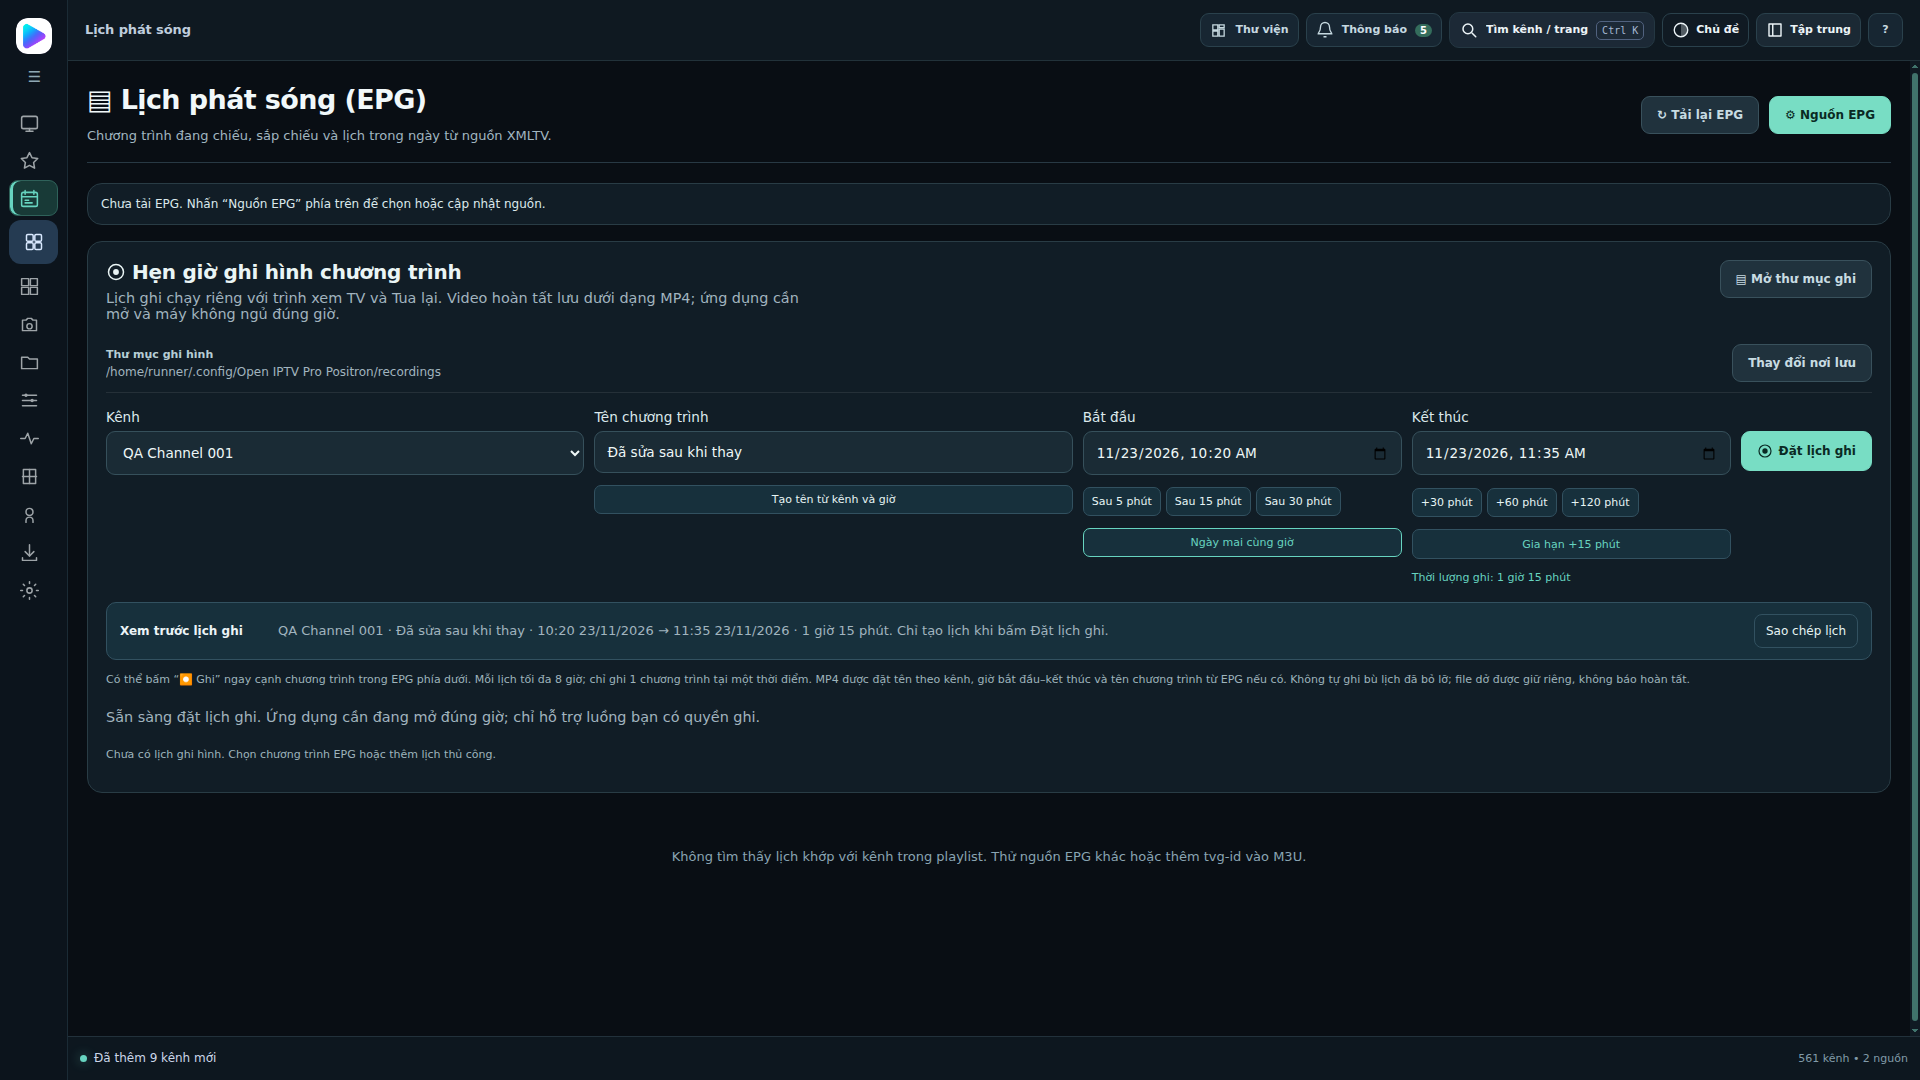 Lịch phát sóng
Thư viện
Thông báo 5
Tìm kênh / trang Ctrl K
Chủ đề
Tập trung
?
Lịch phát sóng (EPG)
Chương trình đang chiếu, sắp chiếu và lịch trong ngày từ nguồn XMLTV.
↻ Tải lại EPG
⚙ Nguồn EPG
Chưa tải EPG. Nhấn “Nguồn EPG” phía trên để chọn hoặc cập nhật nguồn.
Hẹn giờ ghi hình chương trình
Lịch ghi chạy riêng với trình xem TV và Tua lại. Video hoàn tất lưu dưới dạng MP4; ứng dụng cần
mở và máy không ngủ đúng giờ.
Mở thư mục ghi
Thư mục ghi hình
/home/runner/.config/Open IPTV Pro Positron/recordings
Thay đổi nơi lưu
Kênh
QA Channel 001
Tên chương trình
Đã sửa sau khi thay
Tạo tên từ kênh và giờ
Bắt đầu
11/23/2026, 10:20 AM
Sau 5 phút
Sau 15 phút
Sau 30 phút
Ngày mai cùng giờ
Kết thúc
11/23/2026, 11:35 AM
+30 phút
+60 phút
+120 phút
Gia hạn +15 phút
Thời lượng ghi: 1 giờ 15 phút
Đặt lịch ghi
Xem trước lịch ghi
QA Channel 001 · Đã sửa sau khi thay · 10:20 23/11/2026 → 11:35 23/11/2026 · 1 giờ 15 phút. Chỉ tạo lịch khi bấm Đặt lịch ghi.
Sao chép lịch
Có thể bấm “⏺ Ghi” ngay cạnh chương trình trong EPG phía dưới. Mỗi lịch tối đa 8 giờ; chỉ ghi 1 chương trình tại một thời điểm. MP4 được đặt tên theo kênh, giờ bắt đầu–kết thúc và tên chương trình từ EPG nếu có. Không tự ghi bù lịch đã bỏ lỡ; file dở được giữ riêng, không báo hoàn tất.
Sẵn sàng đặt lịch ghi. Ứng dụng cần đang mở đúng giờ; chỉ hỗ trợ luồng bạn có quyền ghi.
Chưa có lịch ghi hình. Chọn chương trình EPG hoặc thêm lịch thủ công.
Không tìm thấy lịch khớp với kênh trong playlist. Thử nguồn EPG khác hoặc thêm tvg-id vào M3U.
Đã thêm 9 kênh mới
561 kênh • 2 nguồn